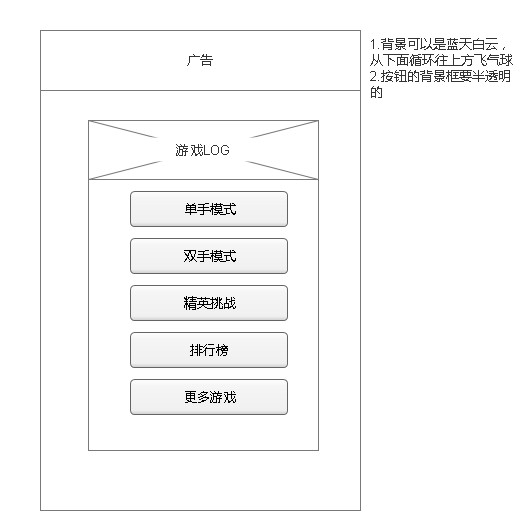 广告
游戏LOG
单手模式
双手模式
精英挑战
排行榜
更多游戏
1.背景可以是蓝天白云，
从下面循环往上方飞气球
2.按钮的背景框要半透明
的